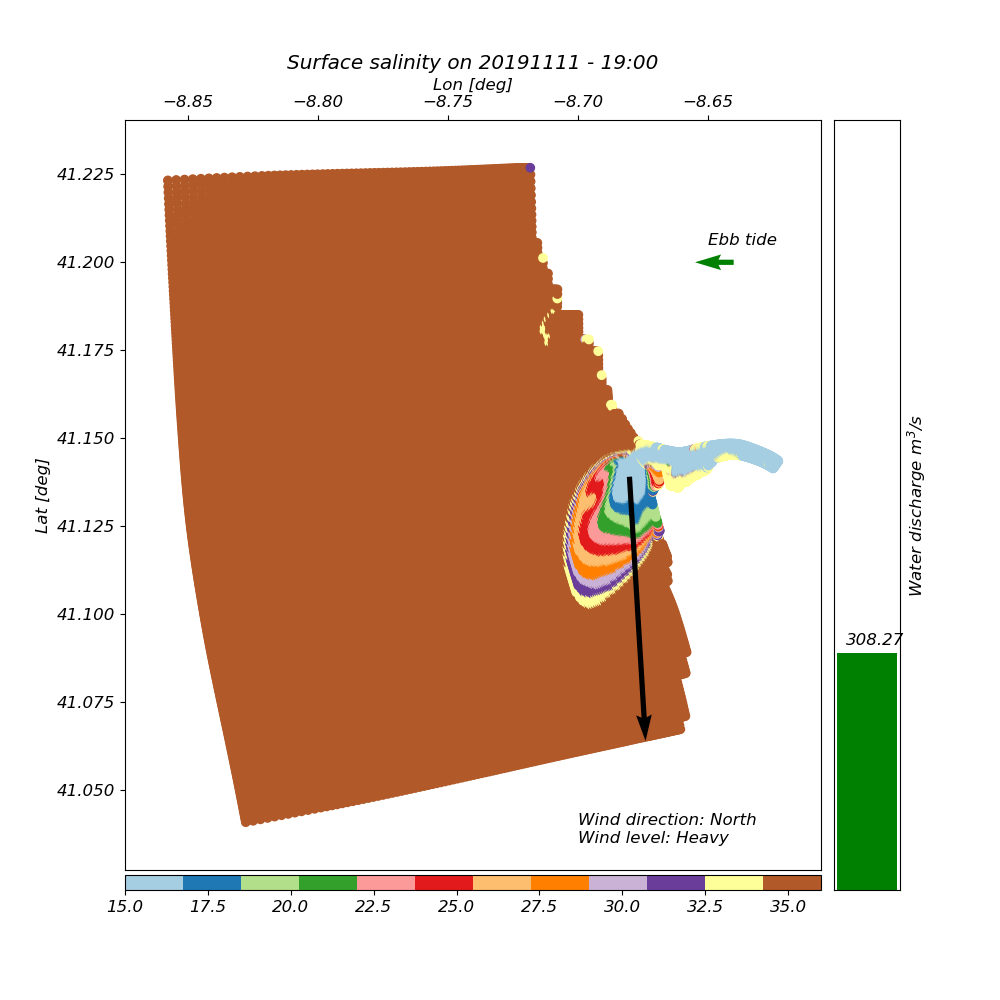 Surface salinity on 20191111 - 19:00
Lon [deg]
−8.85 −8.80 −8.75 −8.70 −8.65
41.225
Ebb tide
41.200
41.175
41.150
41.125
41.100
41.075
41.050
Lat [deg]
Water discharge m³/s
308.27
Wind direction: North
Wind level: Heavy
15.0 17.5 20.0 22.5 25.0 27.5 30.0 32.5 35.0